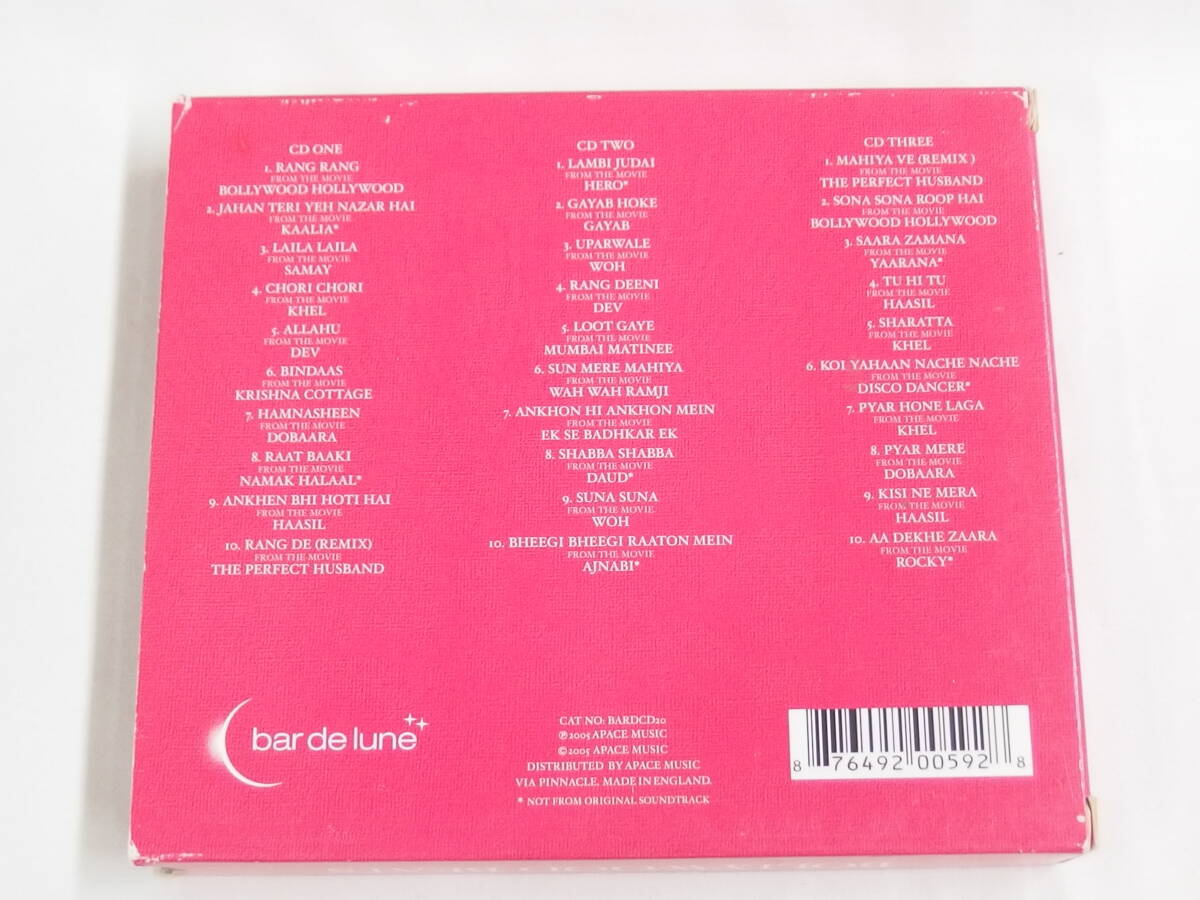 CD ONE
1. RANG RANG
FROM THE MOVIE
BOLLYWOOD HOLLYWOOD
2. JAHAN TERI YEH NAZAR HAI
FROM THE MOVIE
KAALIA*
3. LAILA LAILA
FROM THE MOVIE
SAMAY
4. CHORI CHORI
FROM THE MOVIE
KHEL
5. ALLAHU
FROM THE MOVIE
DEV
6. BINDAAS
FROM THE MOVIE
KRISHNA COTTAGE
7. HAMNASHEEN
FROM THE MOVIE
DOBAARA
8. RAAT BAAKI
FROM THE MOVIE
NAMAK HALAAL*
9. ANKHEN BHI HOTI HAI
FROM THE MOVIE
HAASIL
10. RANG DE (REMIX)
FROM THE MOVIE
THE PERFECT HUSBAND
CD TWO
1. LAMBI JUDAI
FROM THE MOVIE
HERO*
2. GAYAB HOKE
FROM THE MOVIE
GAYAB
3. UPARWALE
FROM THE MOVIE
WOH
4. RANG DEENI
FROM THE MOVIE
DEV
5. LOOT GAYE
FROM THE MOVIE
MUMBAI MATINEE
6. SUN MERE MAHIYA
FROM THE MOVIE
WAH WAH RAMJI
7. ANKHON HI ANKHON MEIN
FROM THE MOVIE
EK SE BADHKAR EK
8. SHABBA SHABBA
FROM THE MOVIE
DAUD*
9. SUNA SUNA
FROM THE MOVIE
WOH
10. BHEEGI BHEEGI RAATON MEIN
FROM THE MOVIE
AJNABI*
CD THREE
1. MAHIYA VE (REMIX )
FROM THE MOVIE
THE PERFECT HUSBAND
2. SONA SONA ROOP HAI
FROM THE MOVIE
BOLLYWOOD HOLLYWOOD
3. SAARA ZAMANA
FROM THE MOVIE
YAARANA*
4. TU HI TU
FROM THE MOVIE
HAASIL
5. SHARATTA
FROM THE MOVIE
KHEL
6. KOI YAHAAN NACHE NACHE
FROM THE MOVIE
DISCO DANCER*
7. PYAR HONE LAGA
FROM THE MOVIE
KHEL
8. PYAR MERE
FROM THE MOVIE
DOBAARA
9. KISI NE MERA
FROM THE MOVIE
HAASIL
10. AA DEKHE ZAARA
FROM THE MOVIE
ROCKY*
bar de lune
CAT NO: BARDCD20
℗2005 APACE MUSIC
©2005 APACE MUSIC
DISTRIBUTED BY APACE MUSIC
VIA PINNACLE. MADE IN ENGLAND.
* NOT FROM ORIGINAL SOUNDTRACK
8 76492 00592 8